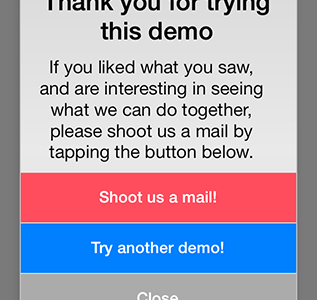 Thank you for trying
this demo
If you liked what you saw,
and are interesting in seeing
what we can do together,
please shoot us a mail by
tapping the button below.
Shoot us a mail!
Try another demo!
Close